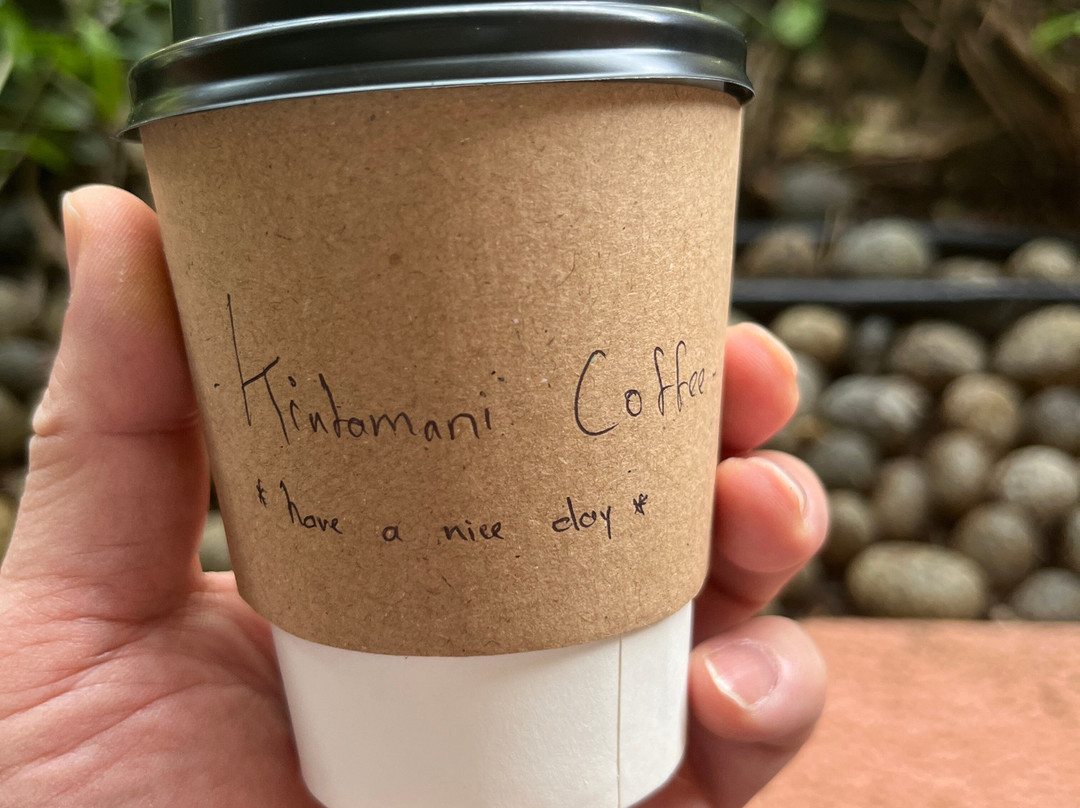 - Kintamani Coffee -
* have a nice day *